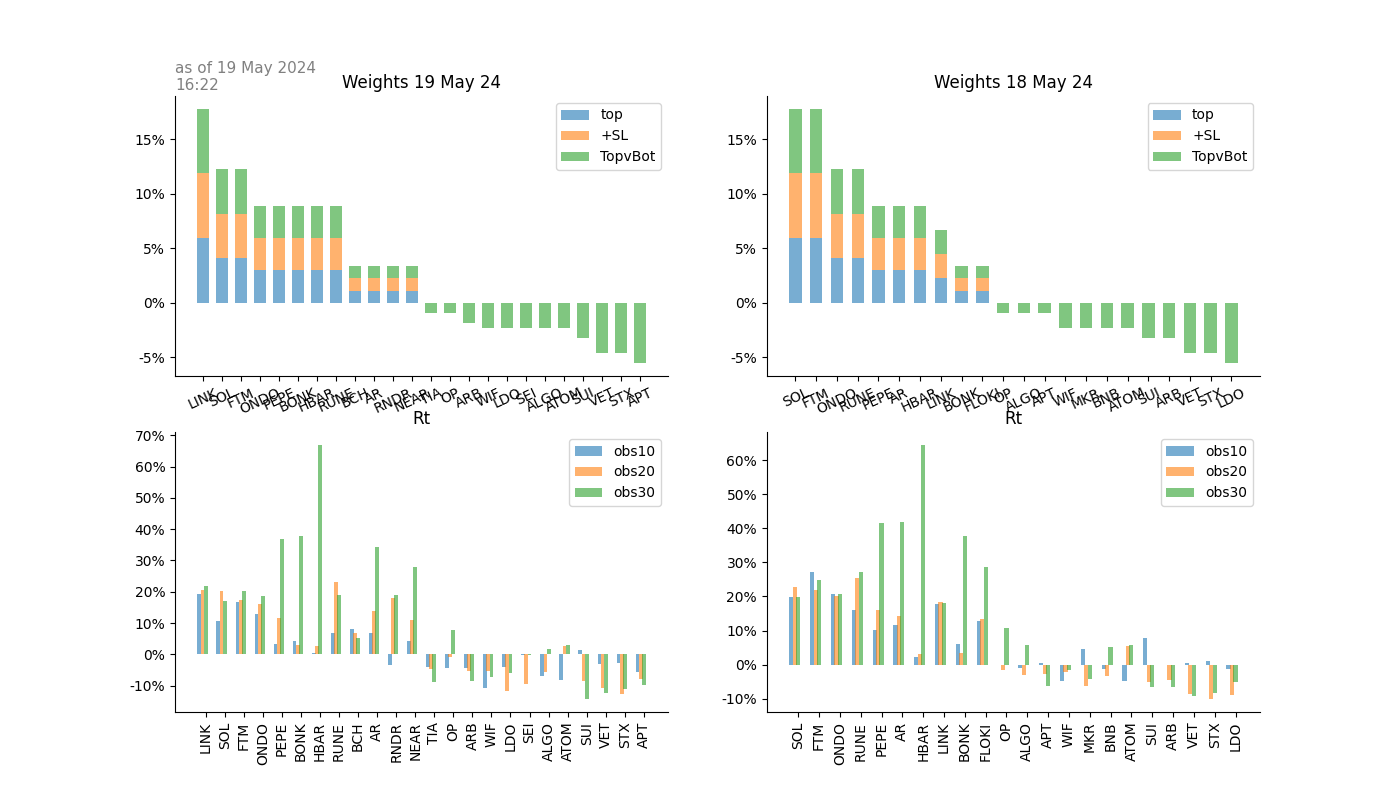 as of 19 May 2024
16:22
Weights 19 May 24
top
+SL
TopvBot
15%
10%
5%
0%
-5%
LINK SOL FTM ONDO PEPE BONK HBAR RUNE BCH AR RNDR NEAR TIA OP ARB WIF LDO SEI ALGO ATOM SUI VET STX APT
Weights 18 May 24
top
+SL
TopvBot
15%
10%
5%
0%
-5%
SOL FTM ONDO RUNE PEPE AR HBAR LINK BONK FLOKI OP ALGO APT WIF MKR BNB ATOM SUI ARB VET STX LDO
Rt
obs10
obs20
obs30
70%
60%
50%
40%
30%
20%
10%
0%
-10%
LINK SOL FTM ONDO PEPE BONK HBAR RUNE BCH AR RNDR NEAR TIA OP ARB WIF LDO SEI ALGO ATOM SUI VET STX APT
Rt
obs10
obs20
obs30
60%
50%
40%
30%
20%
10%
0%
-10%
SOL FTM ONDO RUNE PEPE AR HBAR LINK BONK FLOKI OP ALGO APT WIF MKR BNB ATOM SUI ARB VET STX LDO